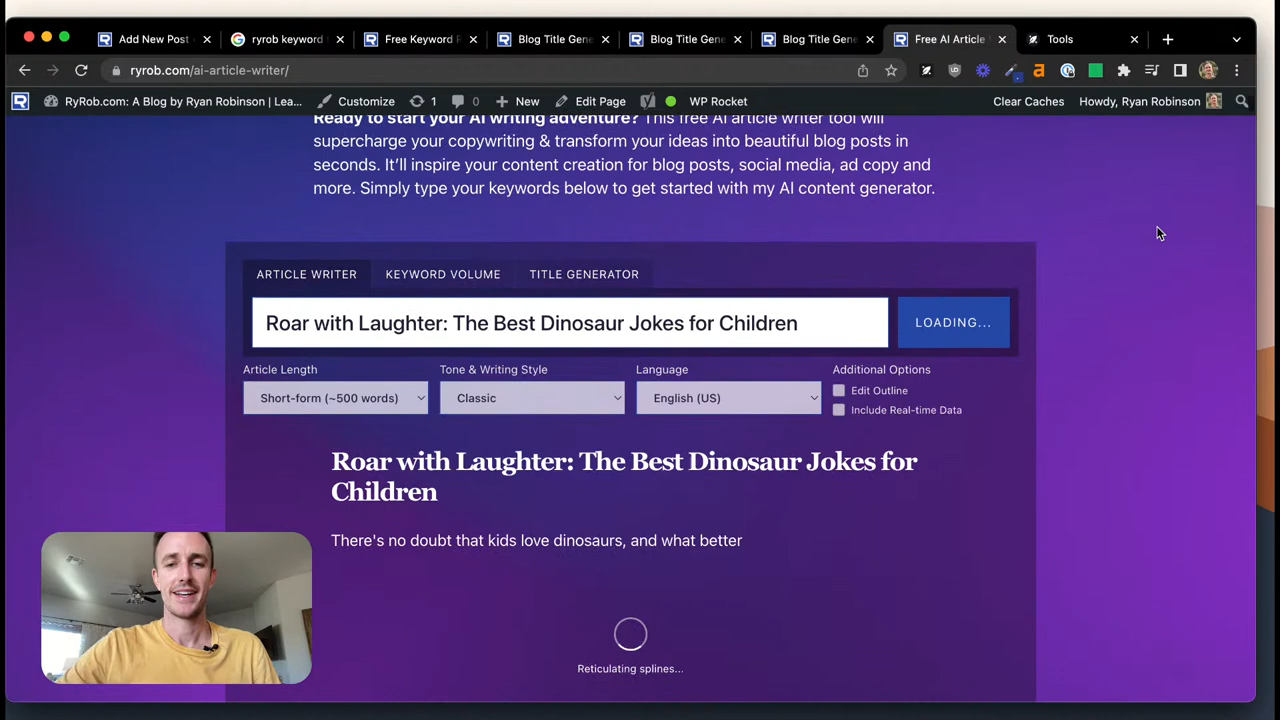 Add New Post
ryrob keyword
Free Keyword R
Blog Title Gene
Blog Title Gene
Blog Title Gene
Free AI Article
Tools
ryrob.com/ai-article-writer/
RyRob.com: A Blog by Ryan Robinson | Lea...
Customize
1
0
New
Edit Page
WP Rocket
Clear Caches
Howdy, Ryan Robinson
Ready to start your AI writing adventure? This free AI article writer tool will
supercharge your copywriting & transform your ideas into beautiful blog posts in
seconds. It’ll inspire your content creation for blog posts, social media, ad copy and
more. Simply type your keywords below to get started with my AI content generator.
ARTICLE WRITER
KEYWORD VOLUME
TITLE GENERATOR
Roar with Laughter: The Best Dinosaur Jokes for Children
LOADING...
Article Length
Tone & Writing Style
Language
Additional Options
Short-form (~500 words)
Classic
English (US)
Edit Outline
Include Real-time Data
Roar with Laughter: The Best Dinosaur Jokes for
Children
There's no doubt that kids love dinosaurs, and what better
Reticulating splines...